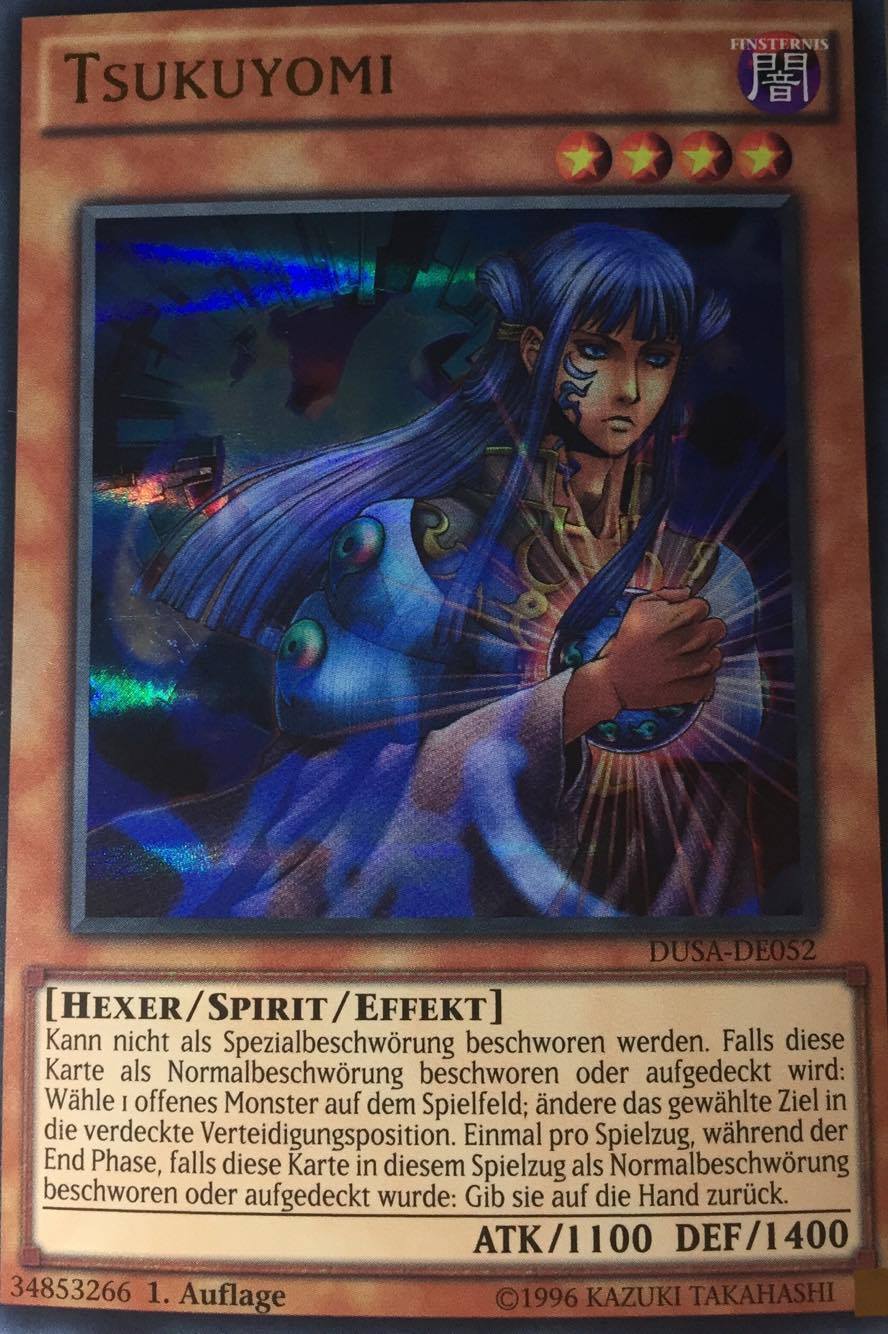 Tsukuyomi
FINSTERNIS
闇
DUSA-DE052
[Hexer/Spirit/Effekt]
Kann nicht als Spezialbeschwörung beschworen werden. Falls diese
Karte als Normalbeschwörung beschworen oder aufgedeckt wird:
Wähle 1 offenes Monster auf dem Spielfeld; ändere das gewählte Ziel in
die verdeckte Verteidigungsposition. Einmal pro Spielzug, während der
End Phase, falls diese Karte in diesem Spielzug als Normalbeschwörung
beschworen oder aufgedeckt wurde: Gib sie auf die Hand zurück.
ATK/1100 DEF/1400
34853266 1. Auflage ©1996 KAZUKI TAKAHASHI